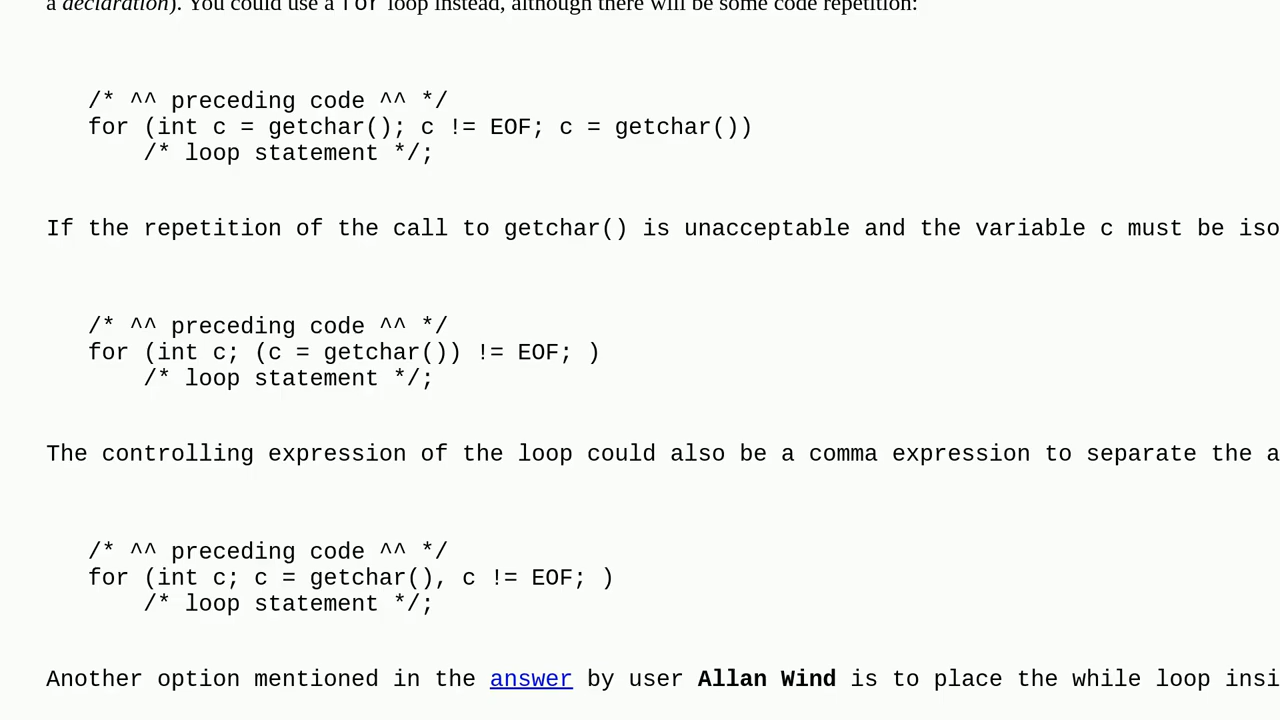 a declaration). You could use a for loop instead, although there will be some code repetition:
/* ^^ preceding code ^^ */
for (int c = getchar(); c != EOF; c = getchar())
/* loop statement */;
If the repetition of the call to getchar() is unacceptable and the variable c must be iso
/* ^^ preceding code ^^ */
for (int c; (c = getchar()) != EOF; )
/* loop statement */;
The controlling expression of the loop could also be a comma expression to separate the a
/* ^^ preceding code ^^ */
for (int c; c = getchar(), c != EOF; )
/* loop statement */;
Another option mentioned in the answer by user Allan Wind is to place the while loop insi